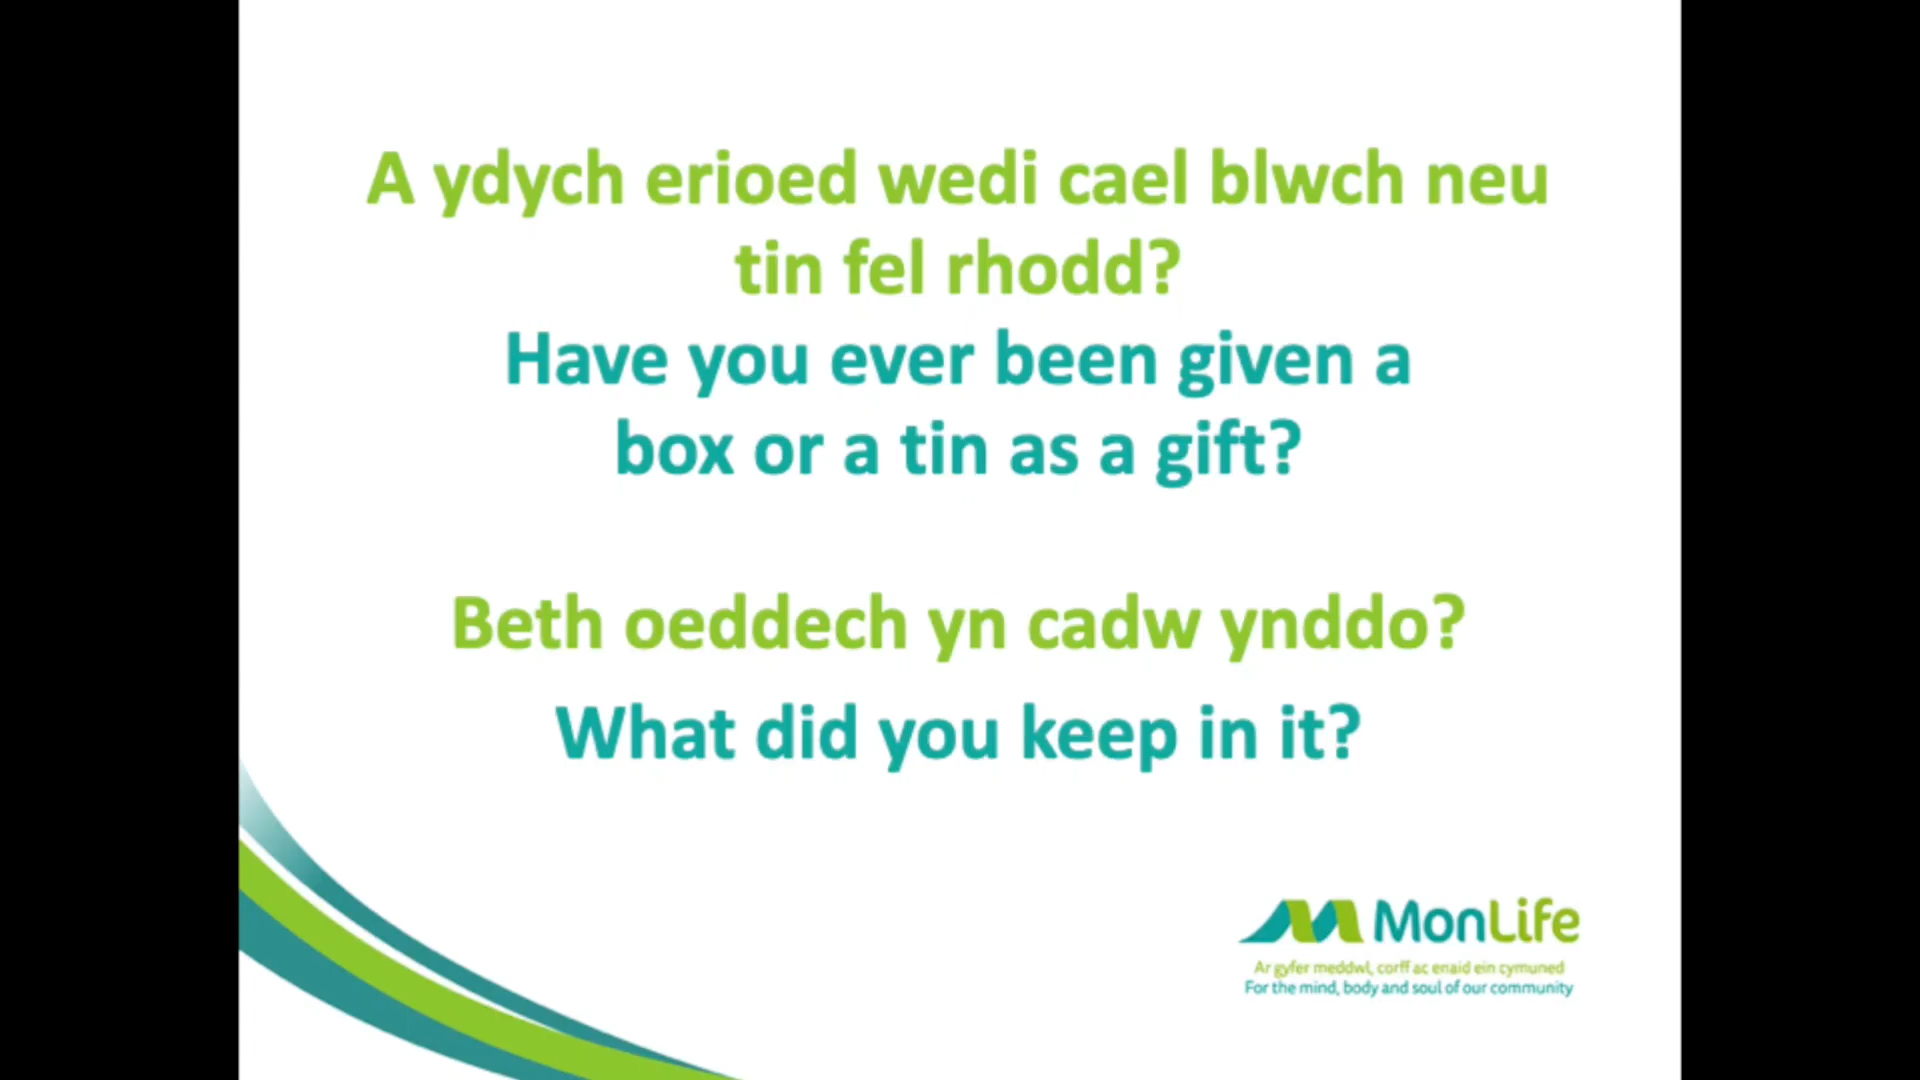 A ydych erioed wedi cael blwch neu
tin fel rhodd?
Have you ever been given a
box or a tin as a gift?
Beth oeddech yn cadw ynddo?
What did you keep in it?
MonLife
Ar gyfer meddwl, corff ac enaid ein cymuned
For the mind, body and soul of our community